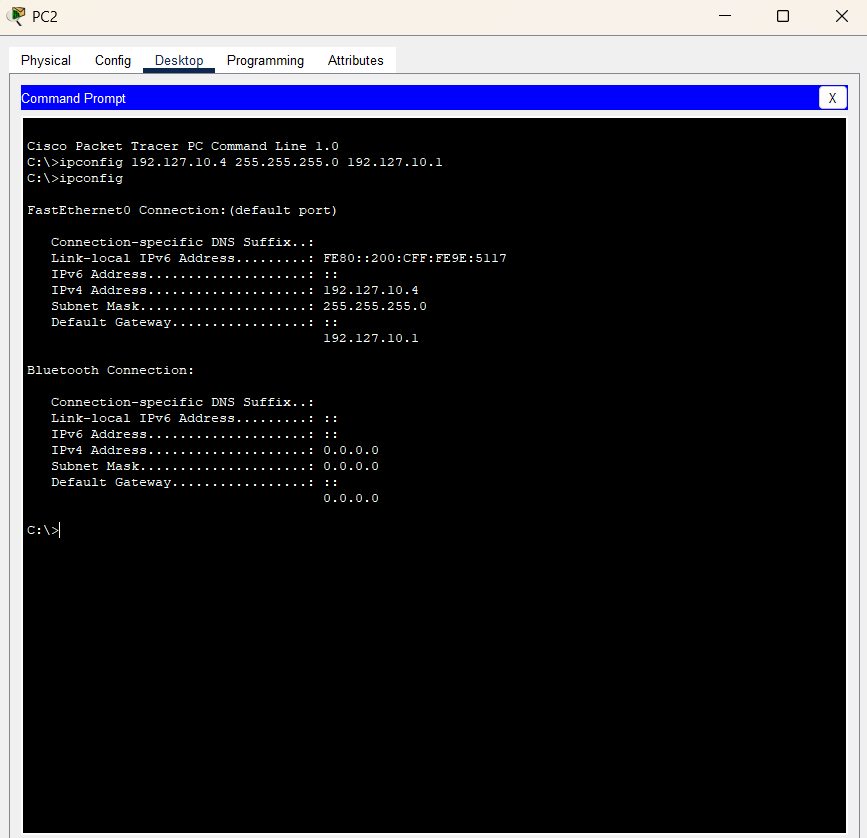 PC2
Physical Config Desktop Programming Attributes
Command Prompt X
Cisco Packet Tracer PC Command Line 1.0
C:\>ipconfig 192.127.10.4 255.255.255.0 192.127.10.1
C:\>ipconfig
FastEthernet0 Connection:(default port)
Connection-specific DNS Suffix..:
Link-local IPv6 Address.........: FE80::200:CFF:FE9E:5117
IPv6 Address....................: ::
IPv4 Address....................: 192.127.10.4
Subnet Mask.....................: 255.255.255.0
Default Gateway.................: ::
192.127.10.1
Bluetooth Connection:
Connection-specific DNS Suffix..:
Link-local IPv6 Address.........: ::
IPv6 Address....................: ::
IPv4 Address....................: 0.0.0.0
Subnet Mask.....................: 0.0.0.0
Default Gateway.................: ::
0.0.0.0
C:\>